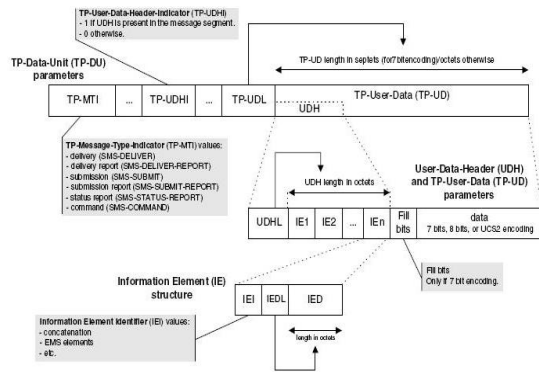 TP-User-Data-Header-Indicator (TP-UDHI)
- 1 if UDH is present in the message segment.
- 0 otherwise.
TP-Data-Unit (TP-DU)
parameters
TP-UD length in septets (for 7 bit encoding)/octets otherwise
TP-MTI
...
TP-UDHI
...
TP-UDL
TP-User-Data (TP-UD)
UDH
TP-Message-Type-Indicator (TP-MTI) values:
- delivery (SMS-DELIVER)
- delivery report (SMS-DELIVER-REPORT)
- submission (SMS-SUBMIT)
- submission report (SMS-SUBMIT-REPORT)
- status report (SMS-STATUS-REPORT)
- command (SMS-COMMAND)
User-Data-Header (UDH)
and TP-User-Data (TP-UD)
parameters
UDH length in octets
UDHL
IE1
IE2
...
IEn
Fill
bits
data
7 bits, 8 bits, or UCS2 encoding
Fill bits
Only if 7 bit encoding.
Information Element (IE)
structure
IEI
IEDL
IED
length in octets
Information Element Identifier (IEI) values:
- concatenation
- EMS elements
- etc.